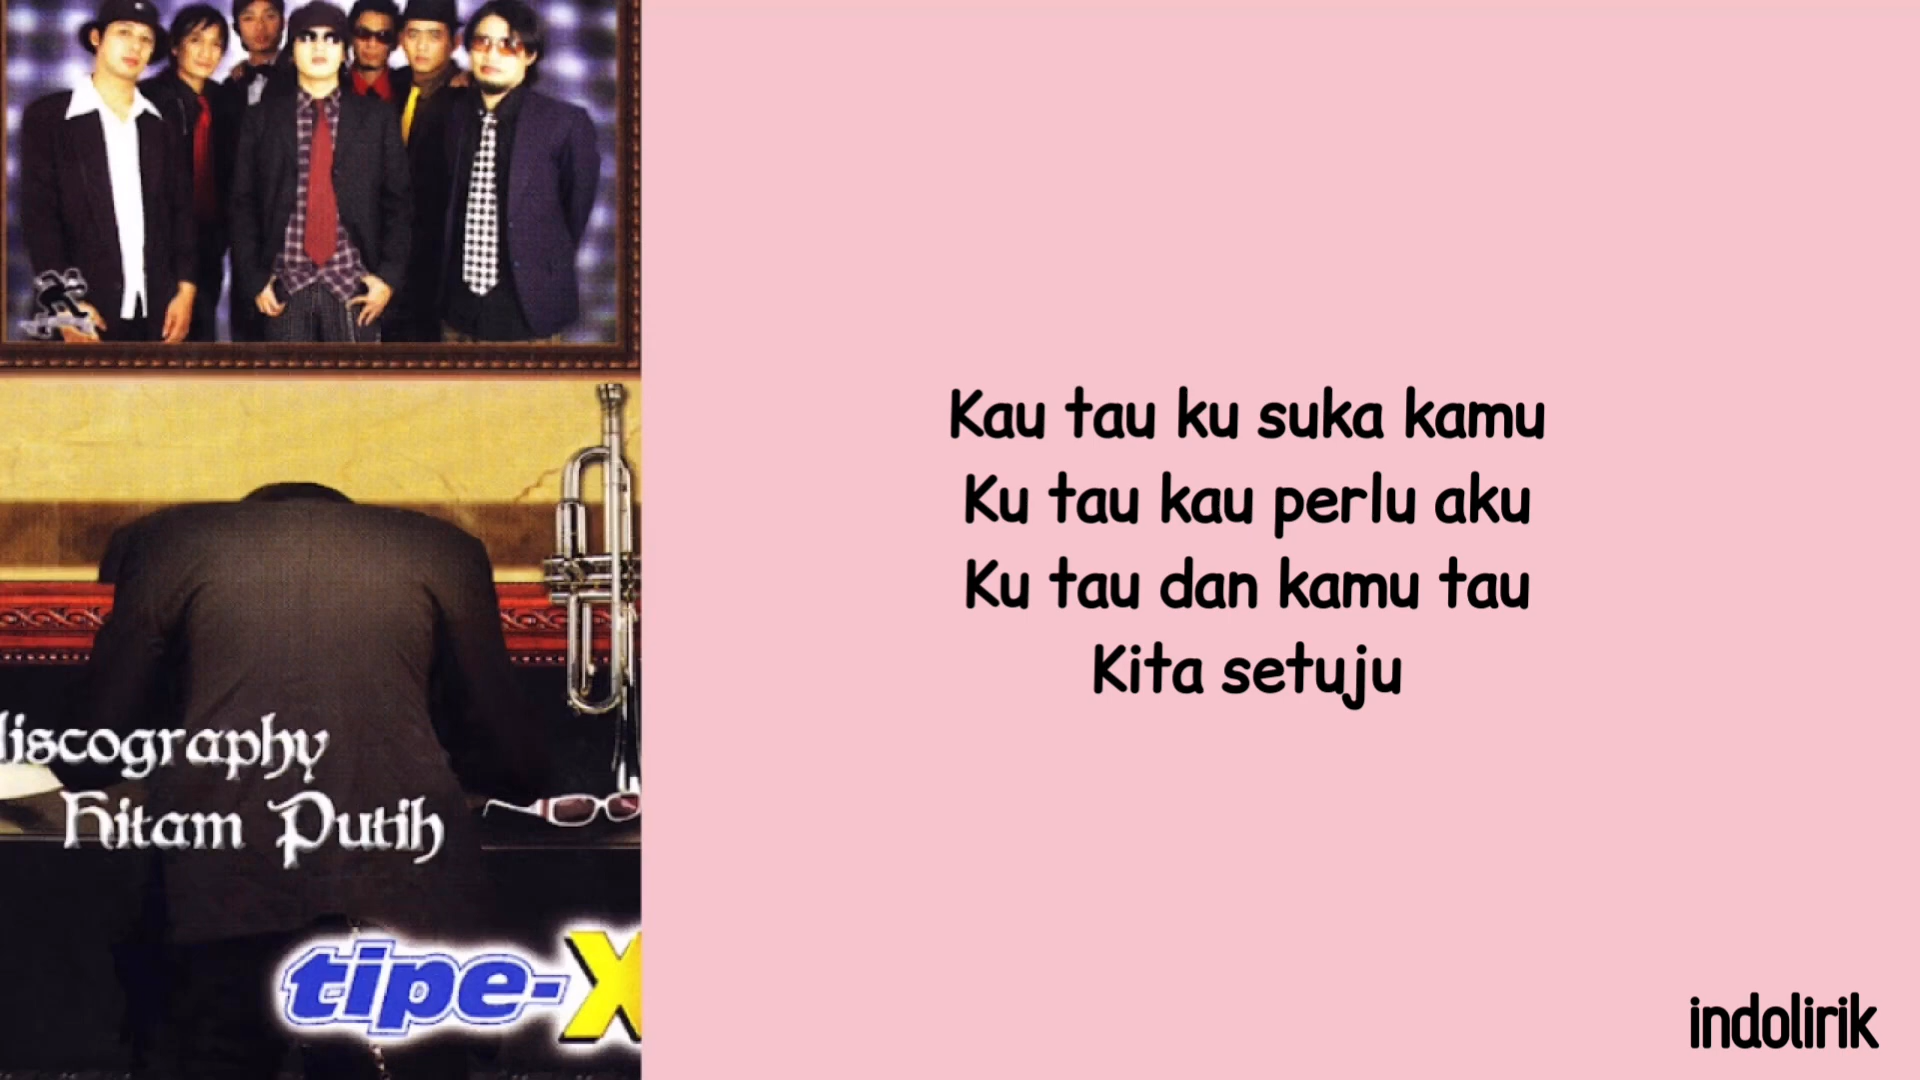 discography
Hitam Putih
tipe-X
Kau tau ku suka kamu
Ku tau kau perlu aku
Ku tau dan kamu tau
Kita setuju
indolirik